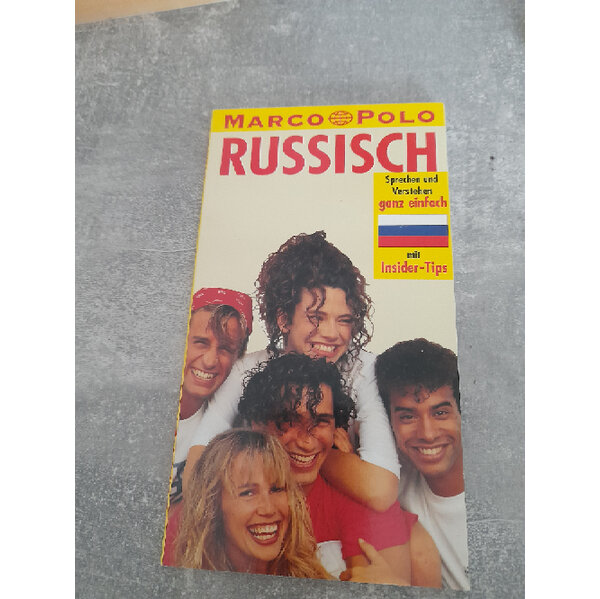 MARCO POLO
RUSSISCH
Sprechen und
Verstehen
ganz einfach
mit
Insider-Tips